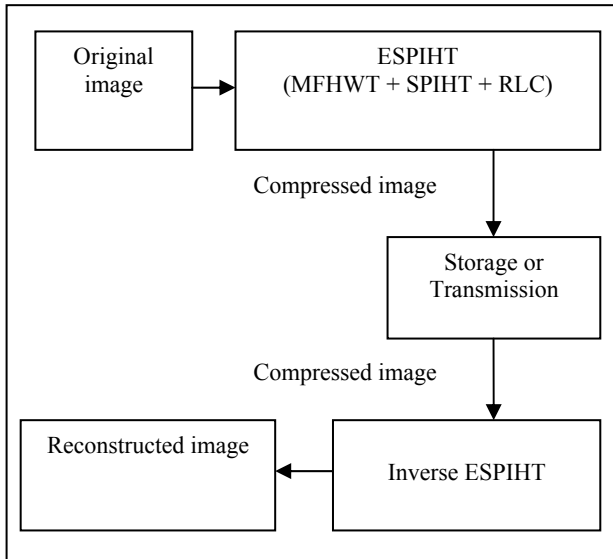 Original
image
ESPIHT
(MFHWT + SPIHT + RLC)
Compressed image
Storage or
Transmission
Compressed image
Reconstructed image
Inverse ESPIHT